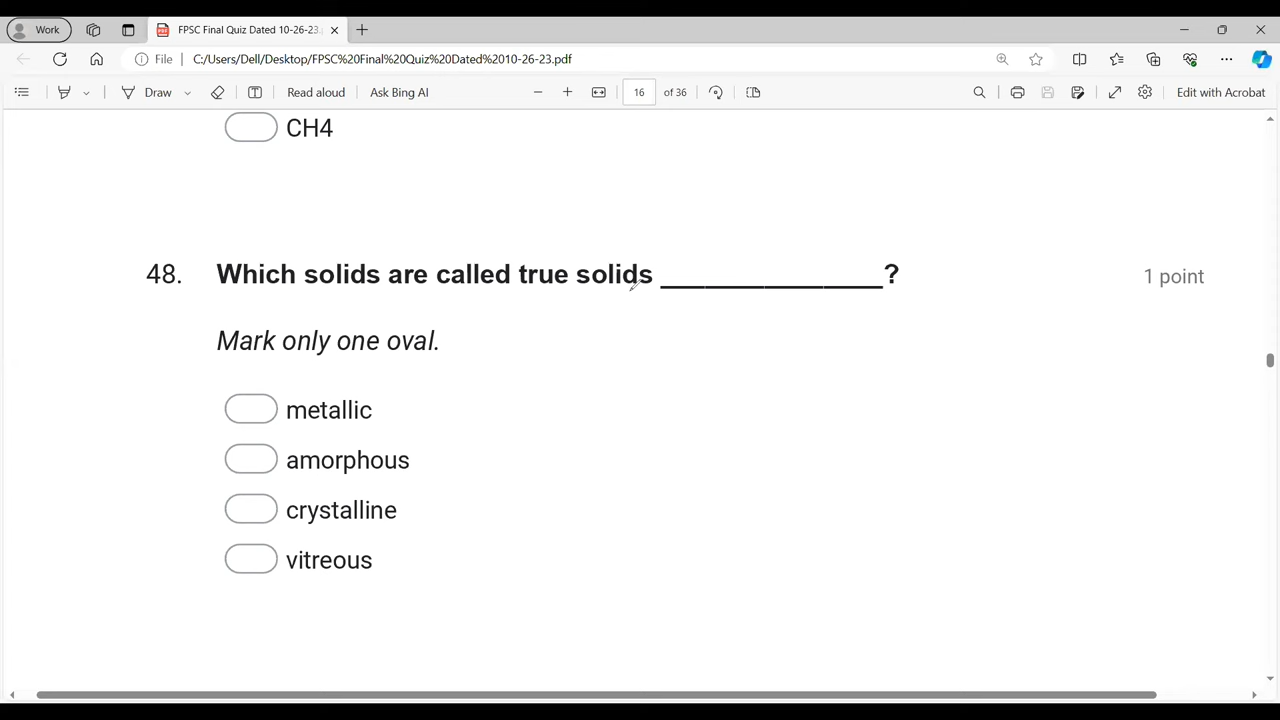 Work
FPSC Final Quiz Dated 10-26-23.
File
C:/Users/Dell/Desktop/FPSC%20Final%20Quiz%20Dated%2010-26-23.pdf
Draw
Read aloud
Ask Bing AI
16 of 36
Edit with Acrobat
CH4
48. Which solids are called true solids _______________? 1 point
Mark only one oval.
metallic
amorphous
crystalline
vitreous